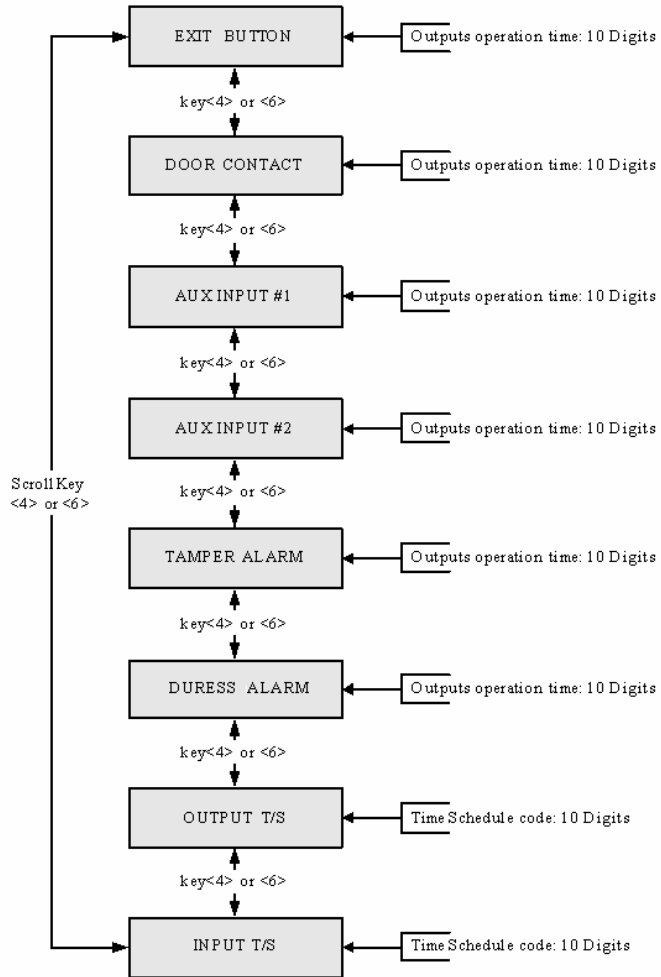 EXIT BUTTON
Outputs operation time: 10 Digits
key<4> or <6>
DOOR CONTACT
Outputs operation time: 10 Digits
key<4> or <6>
AUX INPUT #1
Outputs operation time: 10 Digits
key<4> or <6>
AUX INPUT #2
Outputs operation time: 10 Digits
Scroll Key
<4> or <6>
key<4> or <6>
TAMPER ALARM
Outputs operation time: 10 Digits
key<4> or <6>
DURESS ALARM
Outputs operation time: 10 Digits
key<4> or <6>
OUTPUT T/S
Time Schedule code: 10 Digits
key<4> or <6>
INPUT T/S
Time Schedule code: 10 Digits